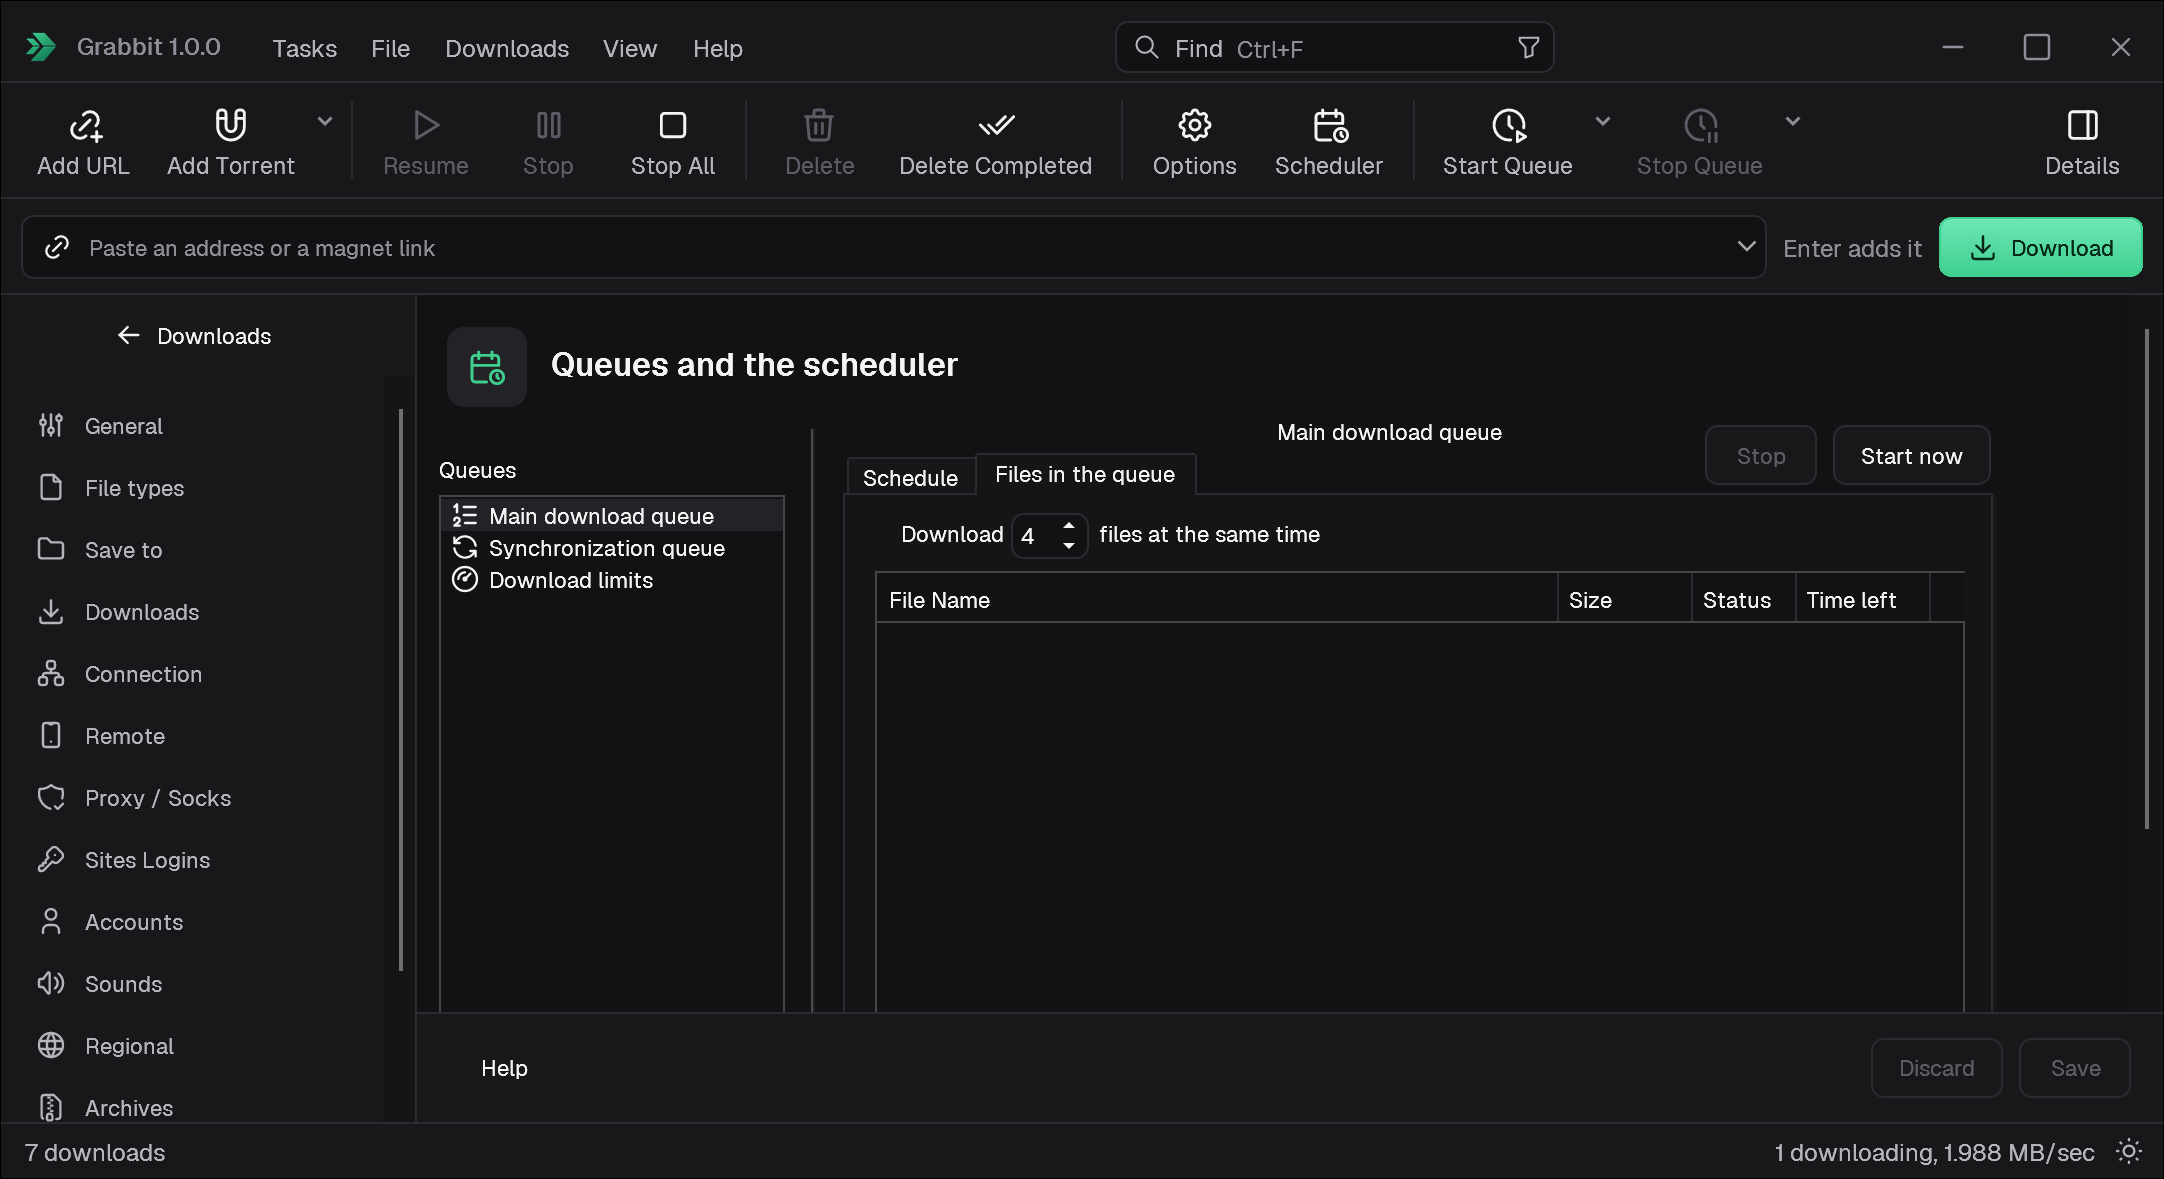 Grabbit 1.0.0 Tasks File Downloads View Help Find Ctrl+F
Add URL Add Torrent Resume Stop Stop All Delete Delete Completed Options Scheduler Start Queue Stop Queue Details
Paste an address or a magnet link Enter adds it Download
Downloads
General
File types
Save to
Downloads
Connection
Remote
Proxy / Socks
Sites Logins
Accounts
Sounds
Regional
Archives
Queues and the scheduler
Queues
Main download queue
Synchronization queue
Download limits
Main download queue
Stop Start now
Schedule Files in the queue
Download 4 files at the same time
File Name Size Status Time left
Help Discard Save
7 downloads 1 downloading, 1.988 MB/sec